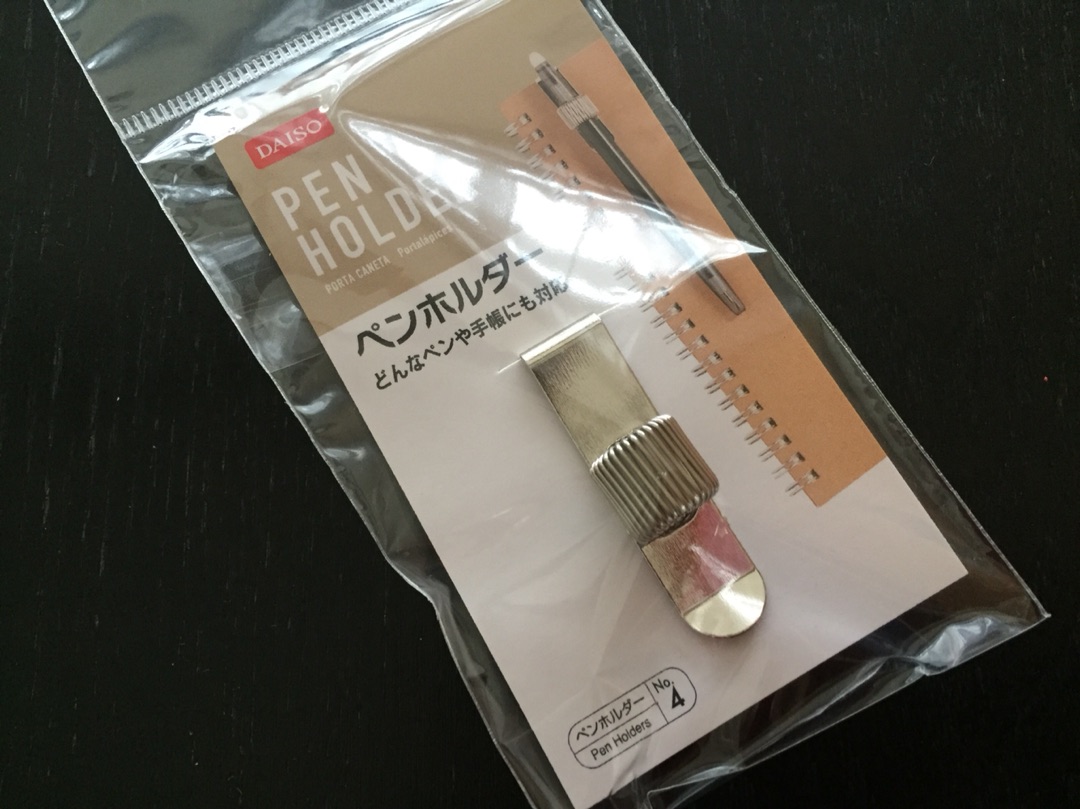 DAISO
PEN
HOLDE
PORTA CANETA Portalápices
ペンホルダー
どんなペンや手帳にも対応
ペンホルダー
Pen Holders
No.
4